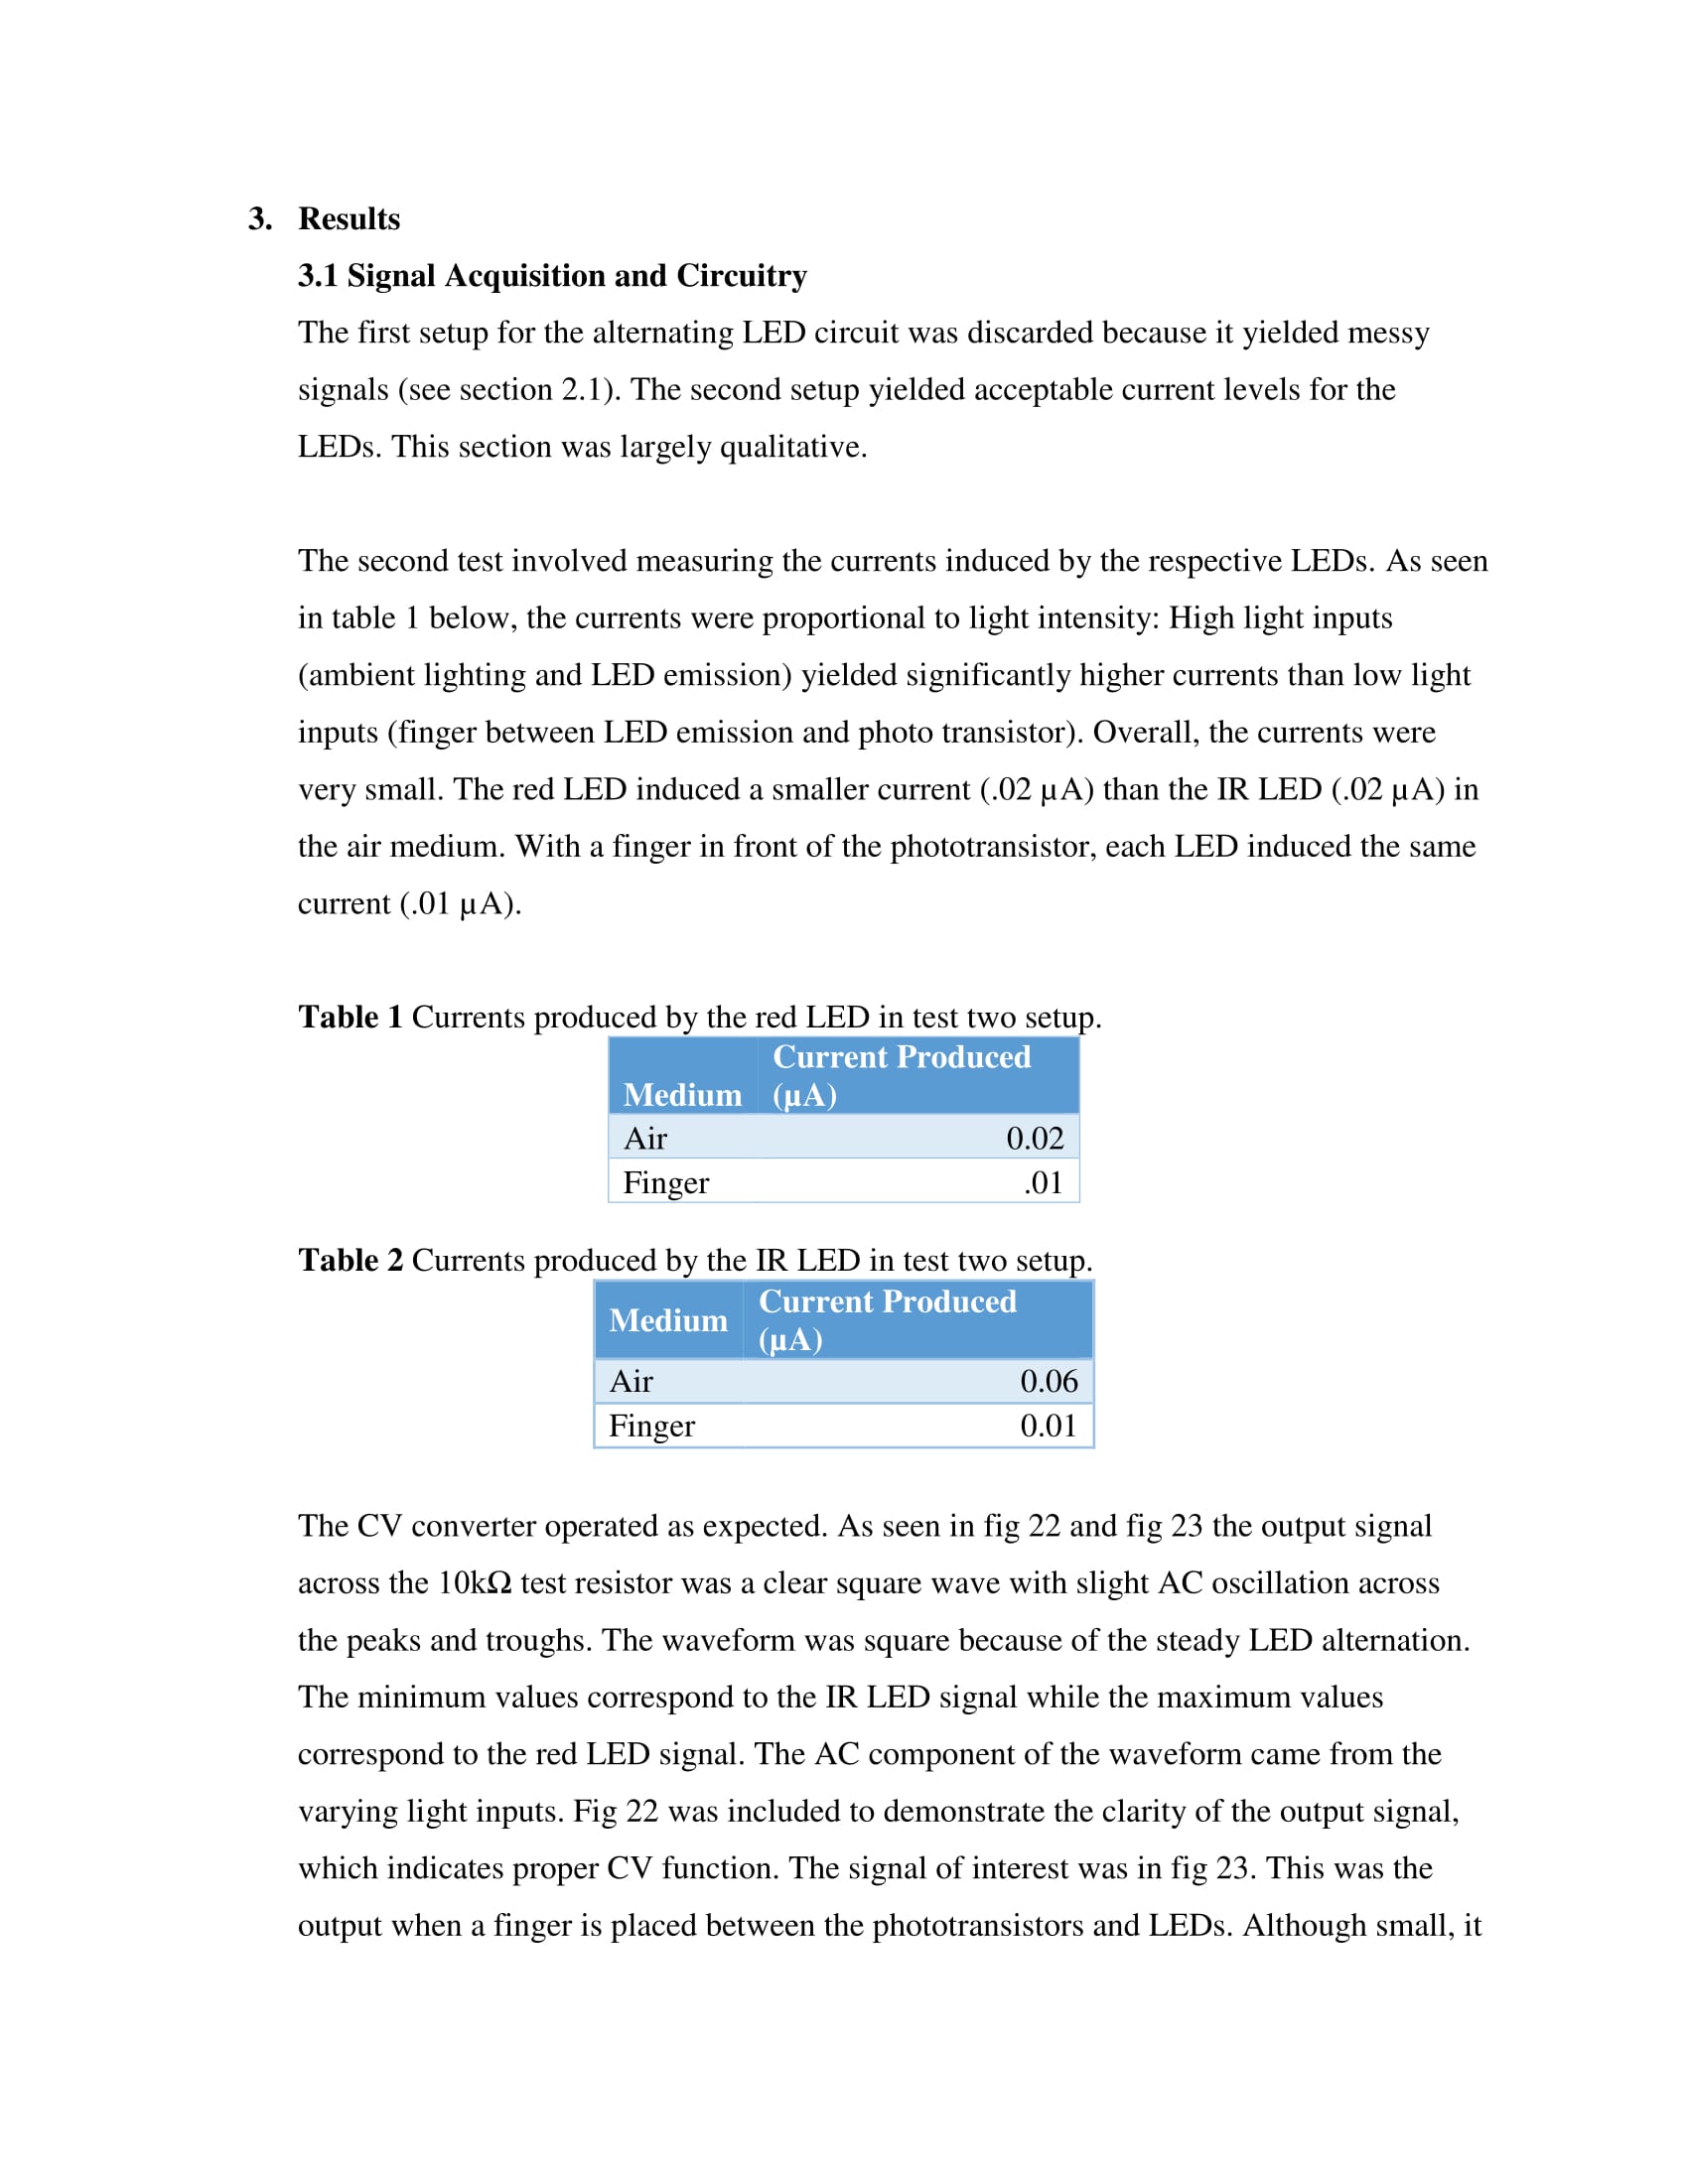 3. Results
3.1 Signal Acquisition and Circuitry
The first setup for the alternating LED circuit was discarded because it yielded messy
signals (see section 2.1). The second setup yielded acceptable current levels for the
LEDs. This section was largely qualitative.
The second test involved measuring the currents induced by the respective LEDs. As seen
in table 1 below, the currents were proportional to light intensity: High light inputs
(ambient lighting and LED emission) yielded significantly higher currents than low light
inputs (finger between LED emission and photo transistor). Overall, the currents were
very small. The red LED induced a smaller current (.02 µA) than the IR LED (.02 µA) in
the air medium. With a finger in front of the phototransistor, each LED induced the same
current (.01 µA).
Table 1 Currents produced by the red LED in test two setup.
Current Produced
Medium (µA)
Air 0.02
Finger .01
Table 2 Currents produced by the IR LED in test two setup.
Medium Current Produced
(µA)
Air 0.06
Finger 0.01
The CV converter operated as expected. As seen in fig 22 and fig 23 the output signal
across the 10kΩ test resistor was a clear square wave with slight AC oscillation across
the peaks and troughs. The waveform was square because of the steady LED alternation.
The minimum values correspond to the IR LED signal while the maximum values
correspond to the red LED signal. The AC component of the waveform came from the
varying light inputs. Fig 22 was included to demonstrate the clarity of the output signal,
which indicates proper CV function. The signal of interest was in fig 23. This was the
output when a finger is placed between the phototransistors and LEDs. Although small, it